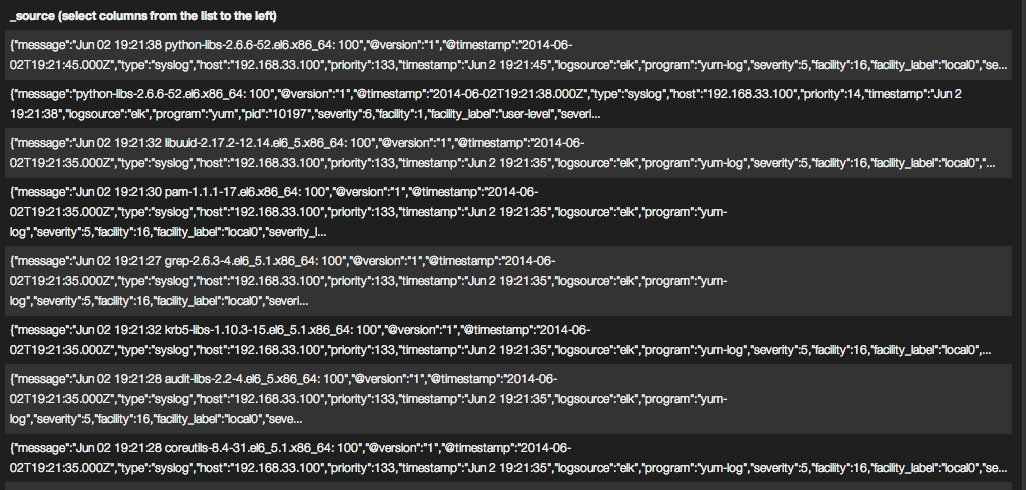 _source (select columns from the list to the left)
{"message":"Jun 02 19:21:38 python-libs-2.6.6-52.el6.x86_64: 100","@version":"1","@timestamp":"2014-06-
02T19:21:45.000Z","type":"syslog","host":"192.168.33.100","priority":133,"timestamp":"Jun 2 19:21:45","logsource":"elk","program":"yum-log","severity":5,"facility":16,"facility_label":"local0","se...
{"message":"python-libs-2.6.6-52.el6.x86_64: 100","@version":"1","@timestamp":"2014-06-02T19:21:38.000Z","type":"syslog","host":"192.168.33.100","priority":14,"timestamp":"Jun 2
19:21:38","logsource":"elk","program":"yum","pid":"10197","severity":6,"facility":1,"facility_label":"user-level","severi...
{"message":"Jun 02 19:21:32 libuuid-2.17.2-12.14.el6_5.x86_64: 100","@version":"1","@timestamp":"2014-06-
02T19:21:35.000Z","type":"syslog","host":"192.168.33.100","priority":133,"timestamp":"Jun 2 19:21:35","logsource":"elk","program":"yum-log","severity":5,"facility":16,"facility_label":"local0","...
{"message":"Jun 02 19:21:30 pam-1.1.1-17.el6.x86_64: 100","@version":"1","@timestamp":"2014-06-
02T19:21:35.000Z","type":"syslog","host":"192.168.33.100","priority":133,"timestamp":"Jun 2 19:21:35","logsource":"elk","program":"yum-
log","severity":5,"facility":16,"facility_label":"local0","severity_l...
{"message":"Jun 02 19:21:27 grep-2.6.3-4.el6_5.1.x86_64: 100","@version":"1","@timestamp":"2014-06-
02T19:21:35.000Z","type":"syslog","host":"192.168.33.100","priority":133,"timestamp":"Jun 2 19:21:35","logsource":"elk","program":"yum-
log","severity":5,"facility":16,"facility_label":"local0","severi...
{"message":"Jun 02 19:21:32 krb5-libs-1.10.3-15.el6_5.1.x86_64: 100","@version":"1","@timestamp":"2014-06-
02T19:21:35.000Z","type":"syslog","host":"192.168.33.100","priority":133,"timestamp":"Jun 2 19:21:35","logsource":"elk","program":"yum-log","severity":5,"facility":16,"facility_label":"local0",...
{"message":"Jun 02 19:21:28 audit-libs-2.2-4.el6_5.x86_64: 100","@version":"1","@timestamp":"2014-06-
02T19:21:35.000Z","type":"syslog","host":"192.168.33.100","priority":133,"timestamp":"Jun 2 19:21:35","logsource":"elk","program":"yum-
log","severity":5,"facility":16,"facility_label":"local0","seve...
{"message":"Jun 02 19:21:28 coreutils-8.4-31.el6_5.1.x86_64: 100","@version":"1","@timestamp":"2014-06-
02T19:21:35.000Z","type":"syslog","host":"192.168.33.100","priority":133,"timestamp":"Jun 2 19:21:35","logsource":"elk","program":"yum-log","severity":5,"facility":16,"facility_label":"local0","se...